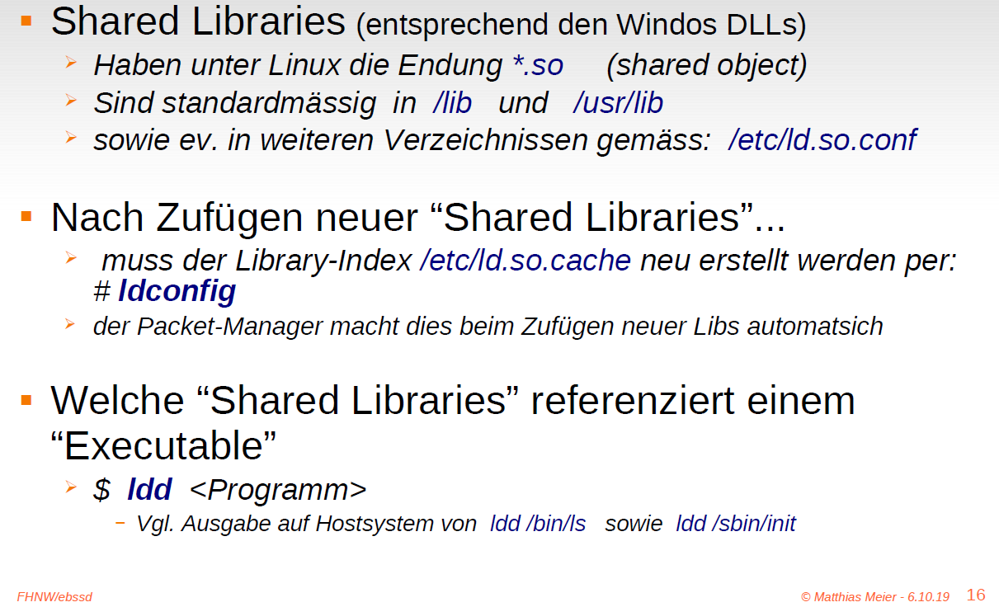 Shared Libraries (entsprechend den Windos DLLs)
Haben unter Linux die Endung *.so (shared object)
Sind standardmässig in /lib und /usr/lib
sowie ev. in weiteren Verzeichnissen gemäss: /etc/ld.so.conf
Nach Zufügen neuer “Shared Libraries”...
muss der Library-Index /etc/ld.so.cache neu erstellt werden per:
# ldconfig
der Packet-Manager macht dies beim Zufügen neuer Libs automatsich
Welche “Shared Libraries” referenziert einem
“Executable”
$ ldd <Programm>
– Vgl. Ausgabe auf Hostsystem von ldd /bin/ls sowie ldd /sbin/init
FHNW/ebssd © Matthias Meier - 6.10.19 16